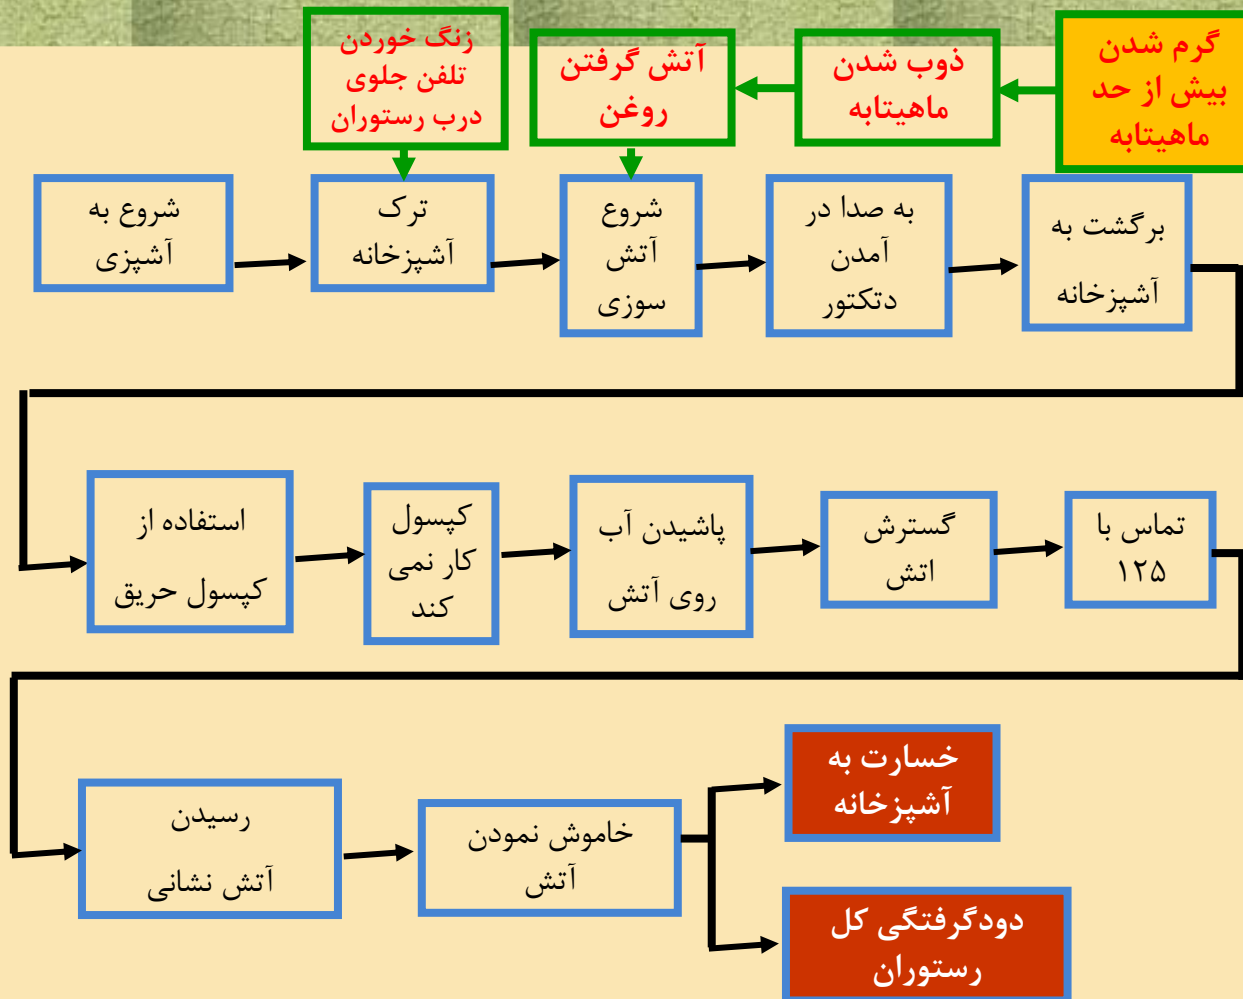 زنگ خوردن
تلفن جلوی
درب رستوران
آتش گرفتن
روغن
ذوب شدن
ماهیتابه
گرم شدن
بیش از حد
ماهیتابه
شروع به
آشپزی
ترک
آشپزخانه
شروع
آتش
سوزی
به صدا در
آمدن
دتکتور
برگشت به
آشپزخانه
استفاده از
کپسول حریق
کپسول
کار نمی
کند
پاشیدن آب
روی آتش
گسترش
اتش
تماس با
۱۲۵
رسیدن
آتش نشانی
خاموش نمودن
آتش
خسارت به
آشپزخانه
دودگرفتگی کل
رستوران